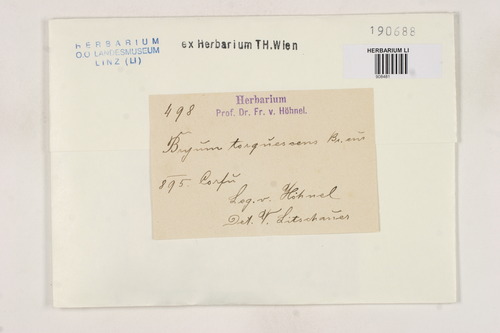 HERBARIUM
O.Ö. LANDESMUSEUM
LINZ (LI)
ex Herbarium TH.Wien
190688
HERBARIUM LI
498
Herbarium
Prof. Dr. Fr. v. Höhnel.
Bryum torquescens Br. eur
895. Corfu
Leg. v. Höhnel
Det. V. Litschauer